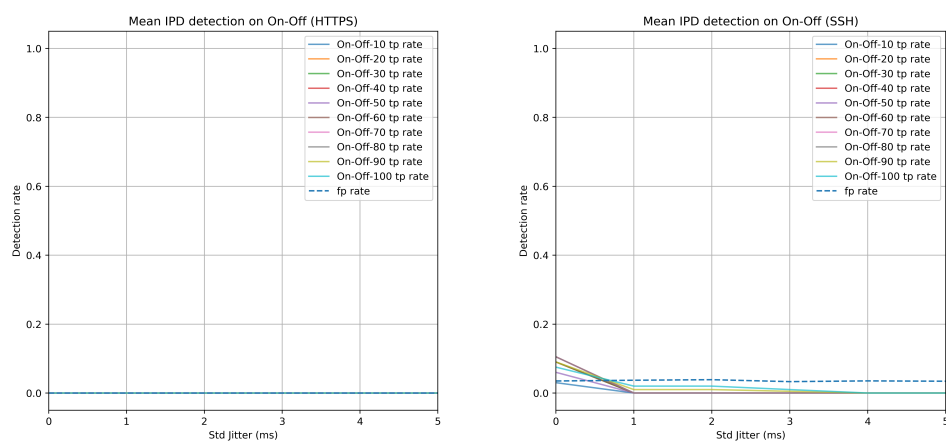 Mean IPD detection on On-Off (HTTPS)
1.0
0.8
0.6
0.4
0.2
0.0
Detection rate
0 1 2 3 4 5
Std Jitter (ms)
On-Off-10 tp rate
On-Off-20 tp rate
On-Off-30 tp rate
On-Off-40 tp rate
On-Off-50 tp rate
On-Off-60 tp rate
On-Off-70 tp rate
On-Off-80 tp rate
On-Off-90 tp rate
On-Off-100 tp rate
fp rate
Mean IPD detection on On-Off (SSH)
1.0
0.8
0.6
0.4
0.2
0.0
Detection rate
0 1 2 3 4 5
Std Jitter (ms)
On-Off-10 tp rate
On-Off-20 tp rate
On-Off-30 tp rate
On-Off-40 tp rate
On-Off-50 tp rate
On-Off-60 tp rate
On-Off-70 tp rate
On-Off-80 tp rate
On-Off-90 tp rate
On-Off-100 tp rate
fp rate